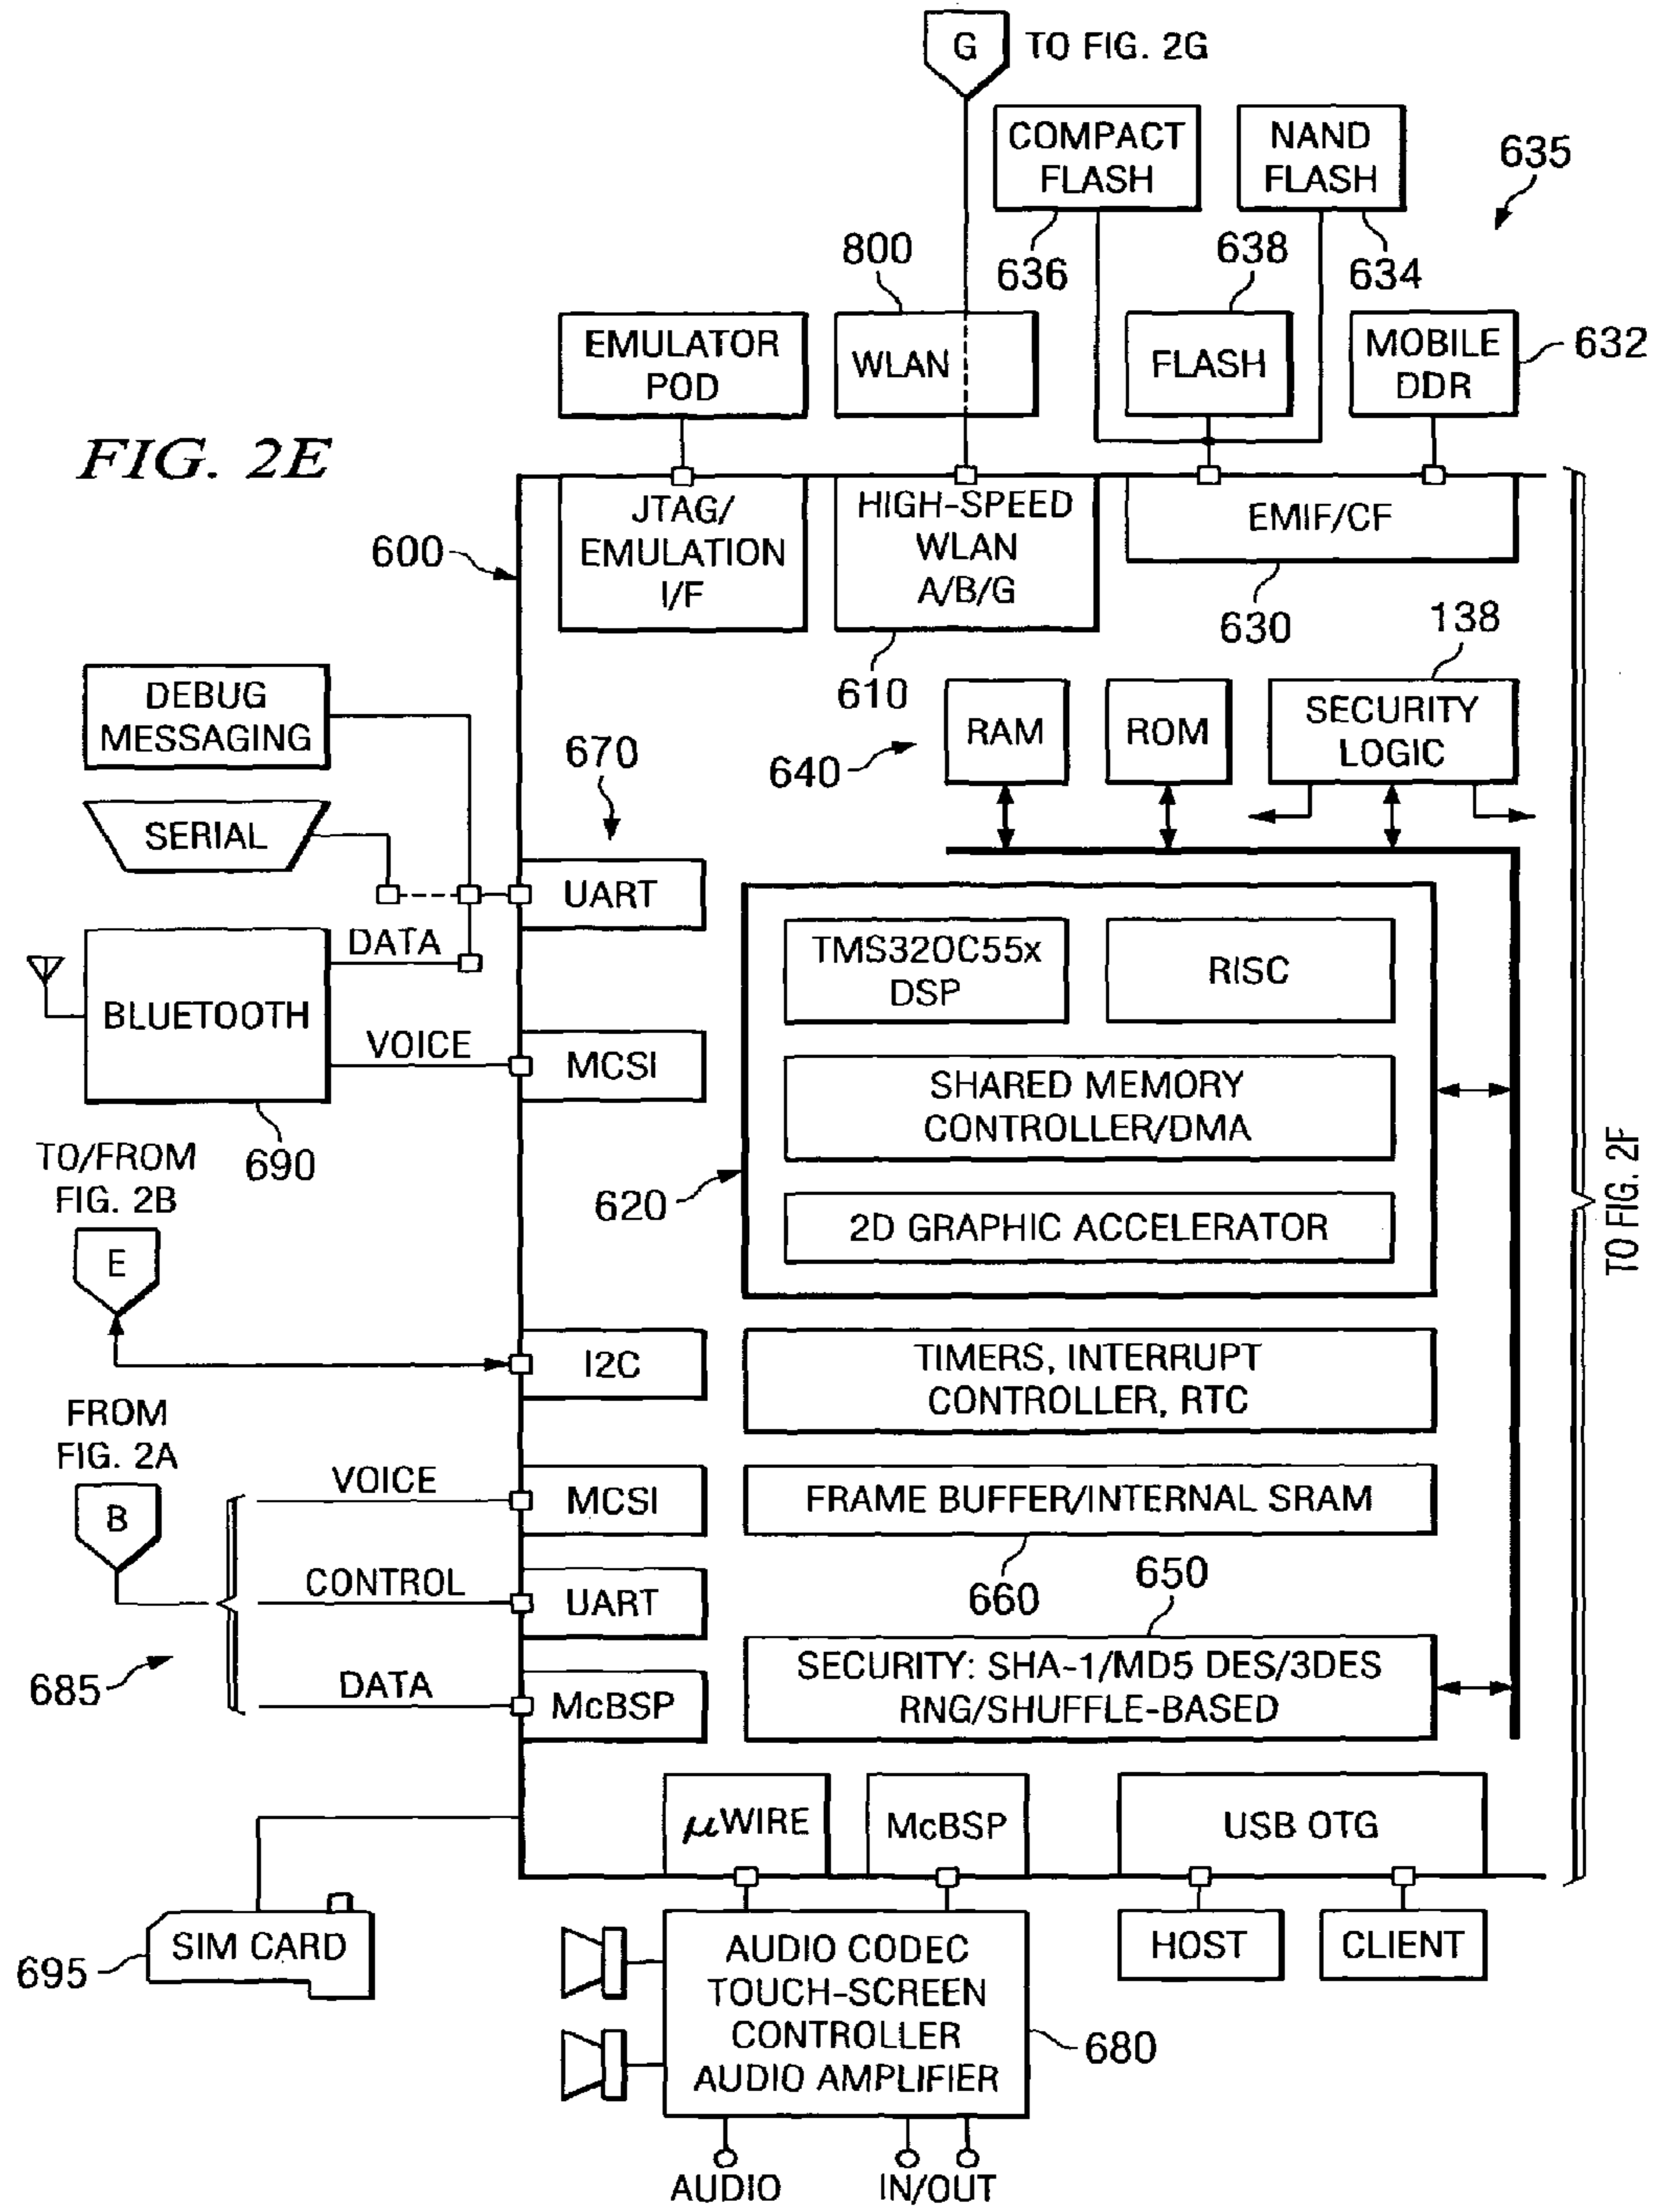 G TO FIG. 2G
COMPACT
FLASH
NAND
FLASH
635
800
636
638
634
EMULATOR
POD
WLAN
FLASH
MOBILE
DDR
632
FIG. 2E
JTAG/
EMULATION
I/F
HIGH-SPEED
WLAN
A/B/G
EMIF/CF
600
630
138
610
DEBUG
MESSAGING
670
640
RAM
ROM
SECURITY
LOGIC
SERIAL
UART
DATA
BLUETOOTH
TMS320C55x
DSP
RISC
VOICE
MCSI
SHARED MEMORY
CONTROLLER/DMA
690
TO/FROM
FIG. 2B
620
TO FIG. 2F
2D GRAPHIC ACCELERATOR
E
I2C
TIMERS, INTERRUPT
CONTROLLER, RTC
FROM
FIG. 2A
VOICE
MCSI
FRAME BUFFER/INTERNAL SRAM
B
CONTROL
UART
660
650
685
DATA
McBSP
SECURITY: SHA-1/MD5 DES/3DES
RNG/SHUFFLE-BASED
μWIRE
McBSP
USB OTG
SIM CARD
695
AUDIO CODEC
TOUCH-SCREEN
CONTROLLER
AUDIO AMPLIFIER
HOST
CLIENT
680
AUDIO
IN/OUT